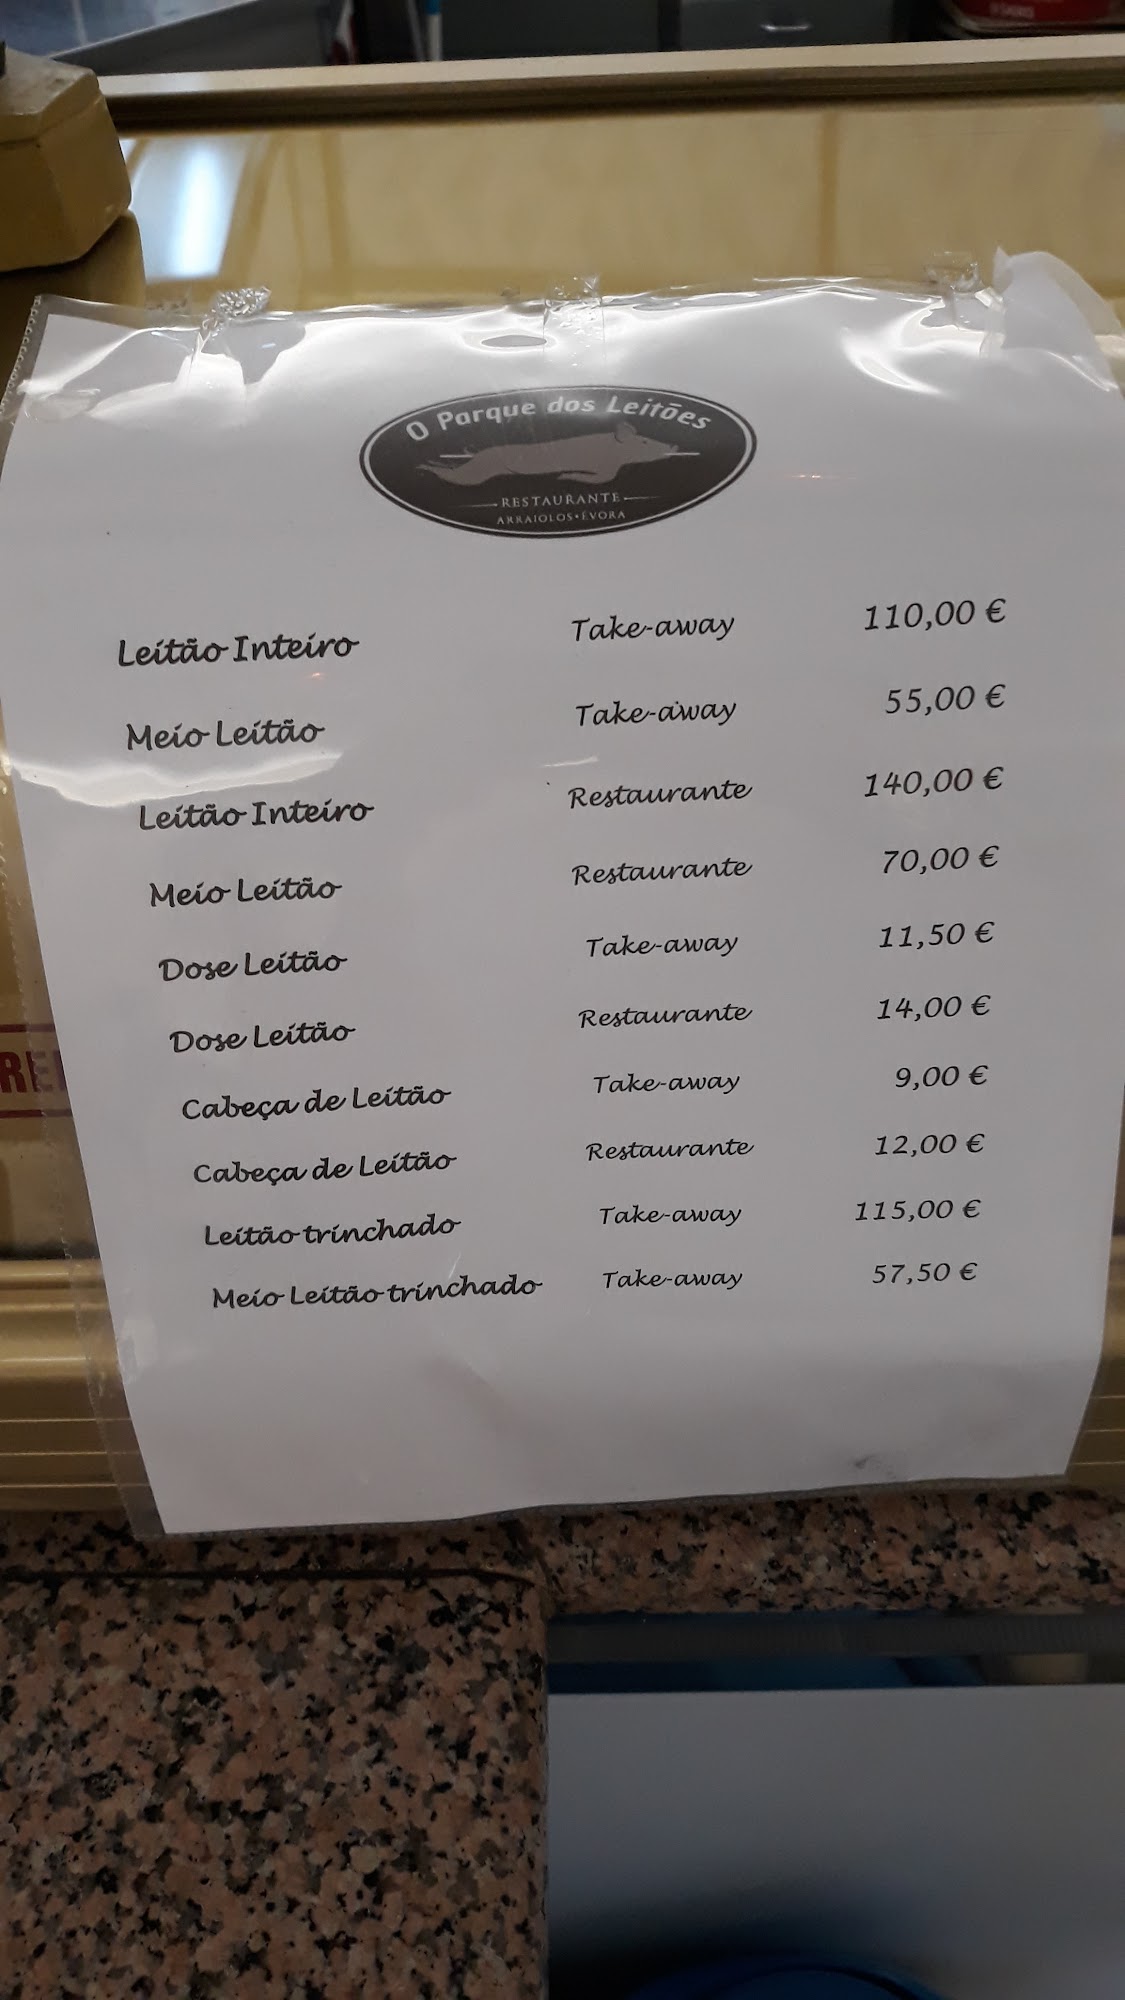 O Parque dos Leitões
RESTAURANTE
ARRAIOLOS•ÉVORA
Leitão Inteiro Take-away 110,00 €
Meio Leitão Take-away 55,00 €
Leitão Inteiro Restaurante 140,00 €
Meio Leitão Restaurante 70,00 €
Dose Leitão Take-away 11,50 €
Dose Leitão Restaurante 14,00 €
Cabeça de Leitão Take-away 9,00 €
Cabeça de Leitão Restaurante 12,00 €
Leitão trinchado Take-away 115,00 €
Meio Leitão trinchado Take-away 57,50 €